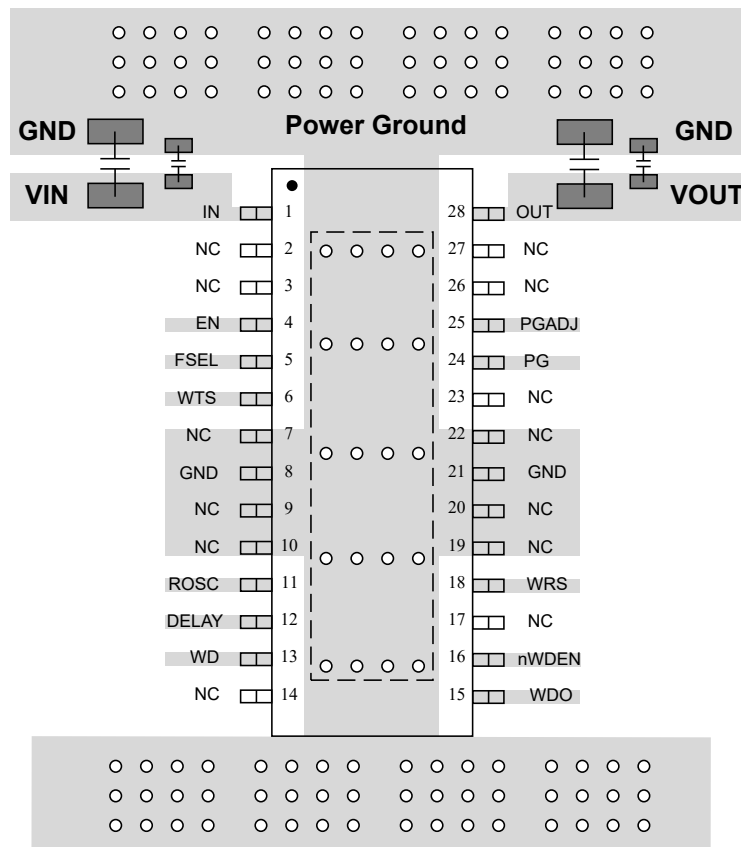 GND
Power Ground
GND
VIN
VOUT
IN 1 28 OUT
NC 2 27 NC
NC 3 26 NC
EN 4 25 PGADJ
FSEL 5 24 PG
WTS 6 23 NC
NC 7 22 NC
GND 8 21 GND
NC 9 20 NC
NC 10 19 NC
ROSC 11 18 WRS
DELAY 12 17 NC
WD 13 16 nWDEN
NC 14 15 WDO